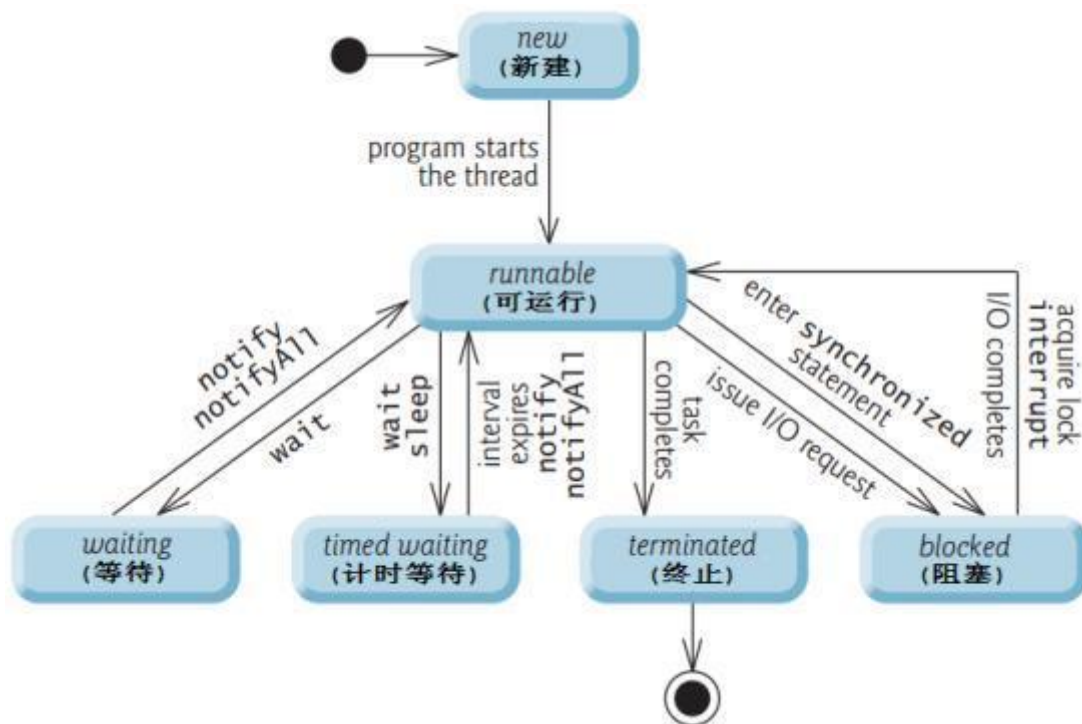 new
(新建)
program starts
the thread
runnable
(可运行)
notify
notifyAll
wait
wait
sleep
interval
expires
notify
notifyAll
task
completes
issue I/O request
enter synchronized
statement
acquire lock
interrupt
I/O completes
waiting
(等待)
timed waiting
(计时等待)
terminated
(终止)
blocked
(阻塞)